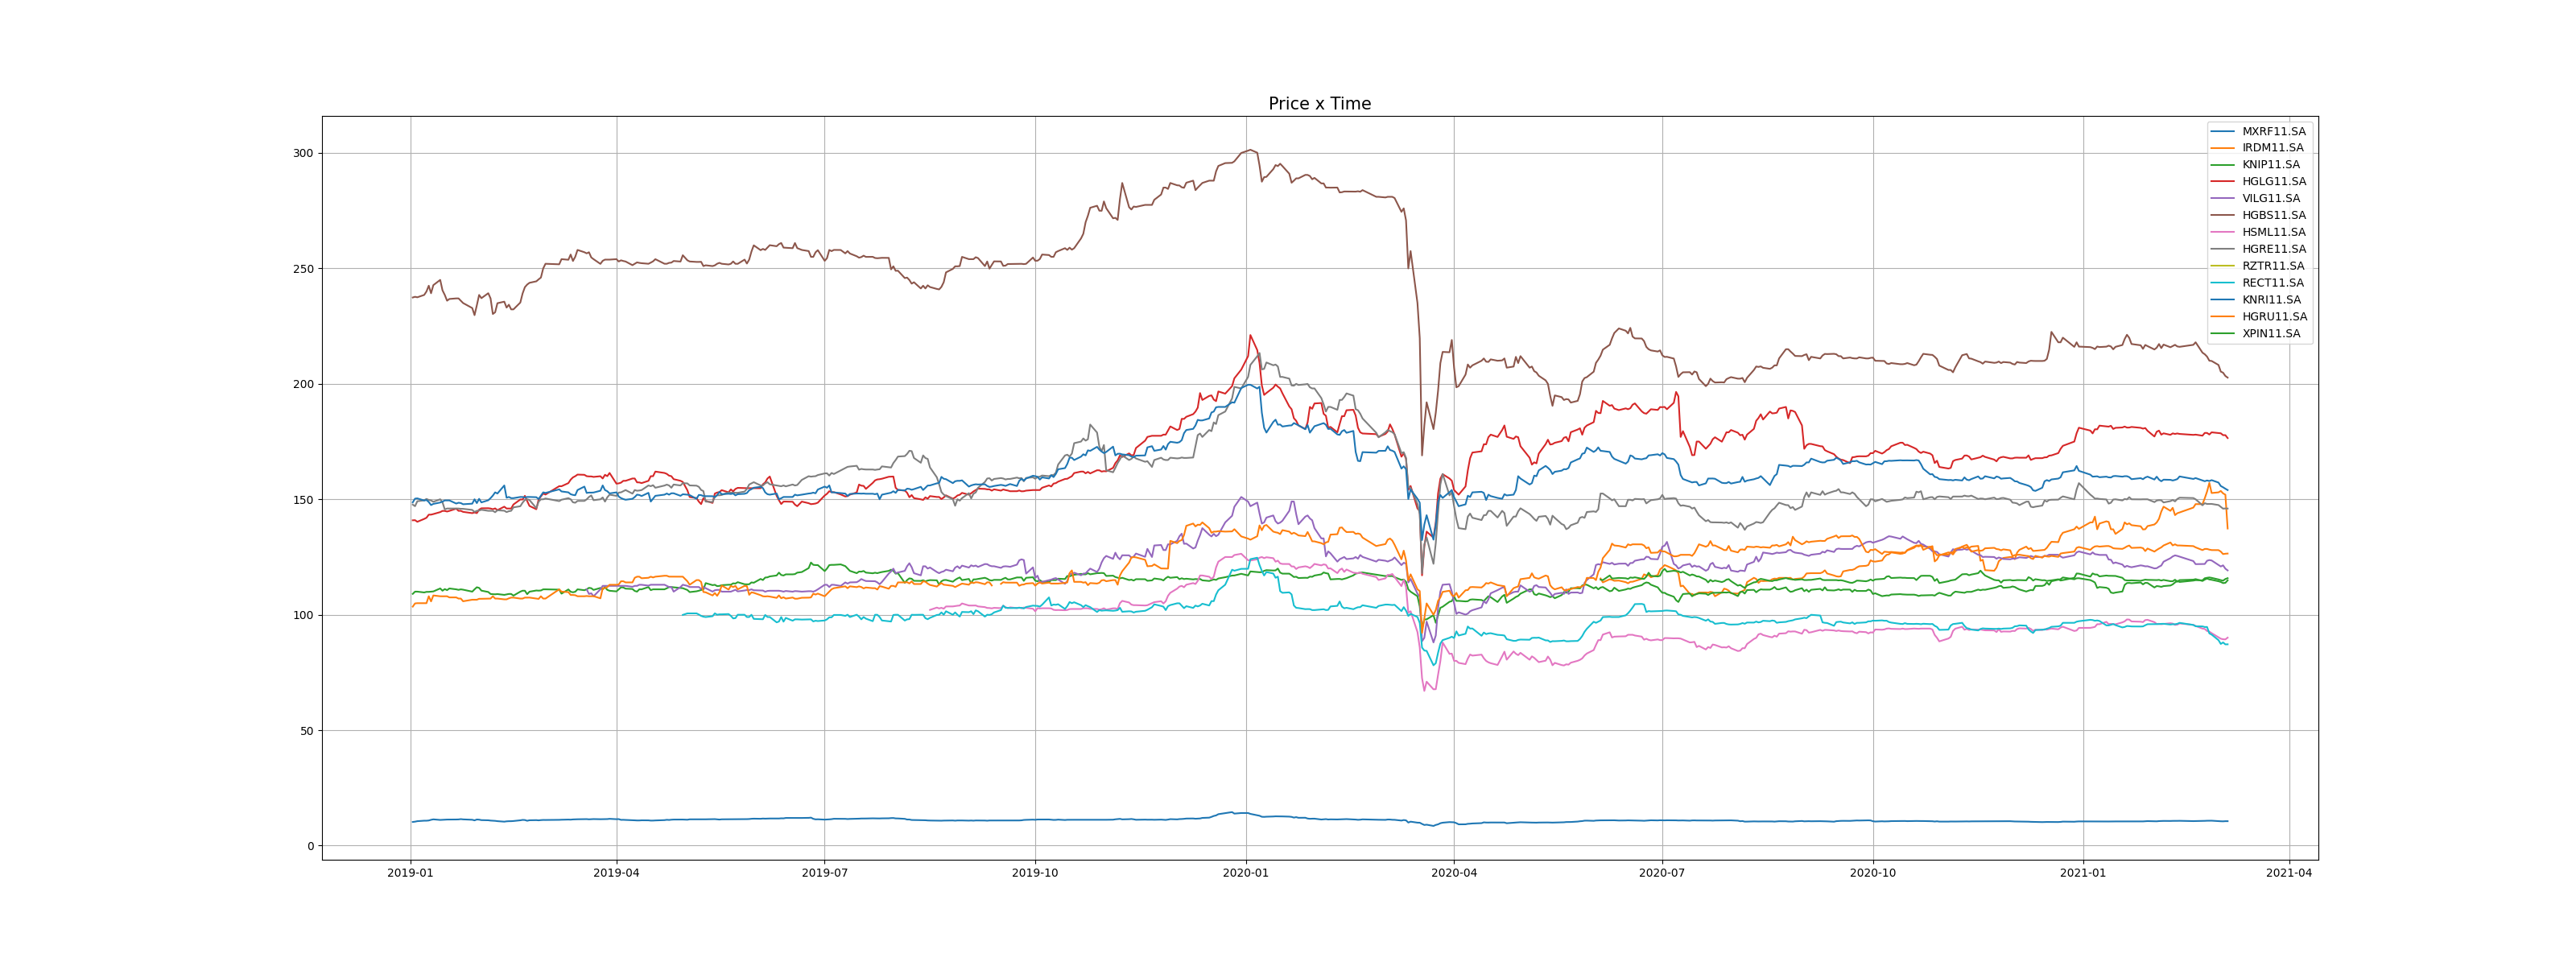 Price x Time
300
250
200
150
100
50
0
2019-01
2019-04
2019-07
2019-10
2020-01
2020-04
2020-07
2020-10
2021-01
2021-04
MXRF11.SA
IRDM11.SA
KNIP11.SA
HGLG11.SA
VILG11.SA
HGBS11.SA
HSML11.SA
HGRE11.SA
RZTR11.SA
RECT11.SA
KNRI11.SA
HGRU11.SA
XPIN11.SA